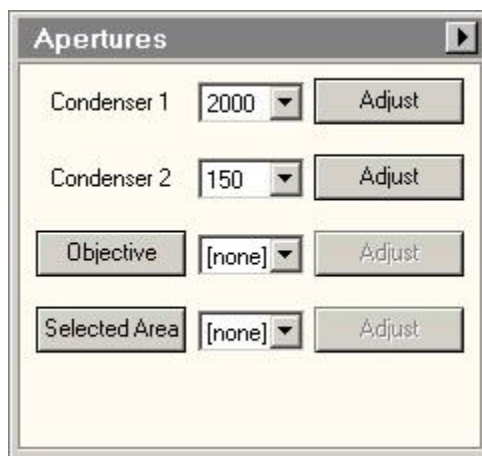 Apertures
Condenser 1 2000 Adjust
Condenser 2 150 Adjust
Objective [none] Adjust
Selected Area [none] Adjust